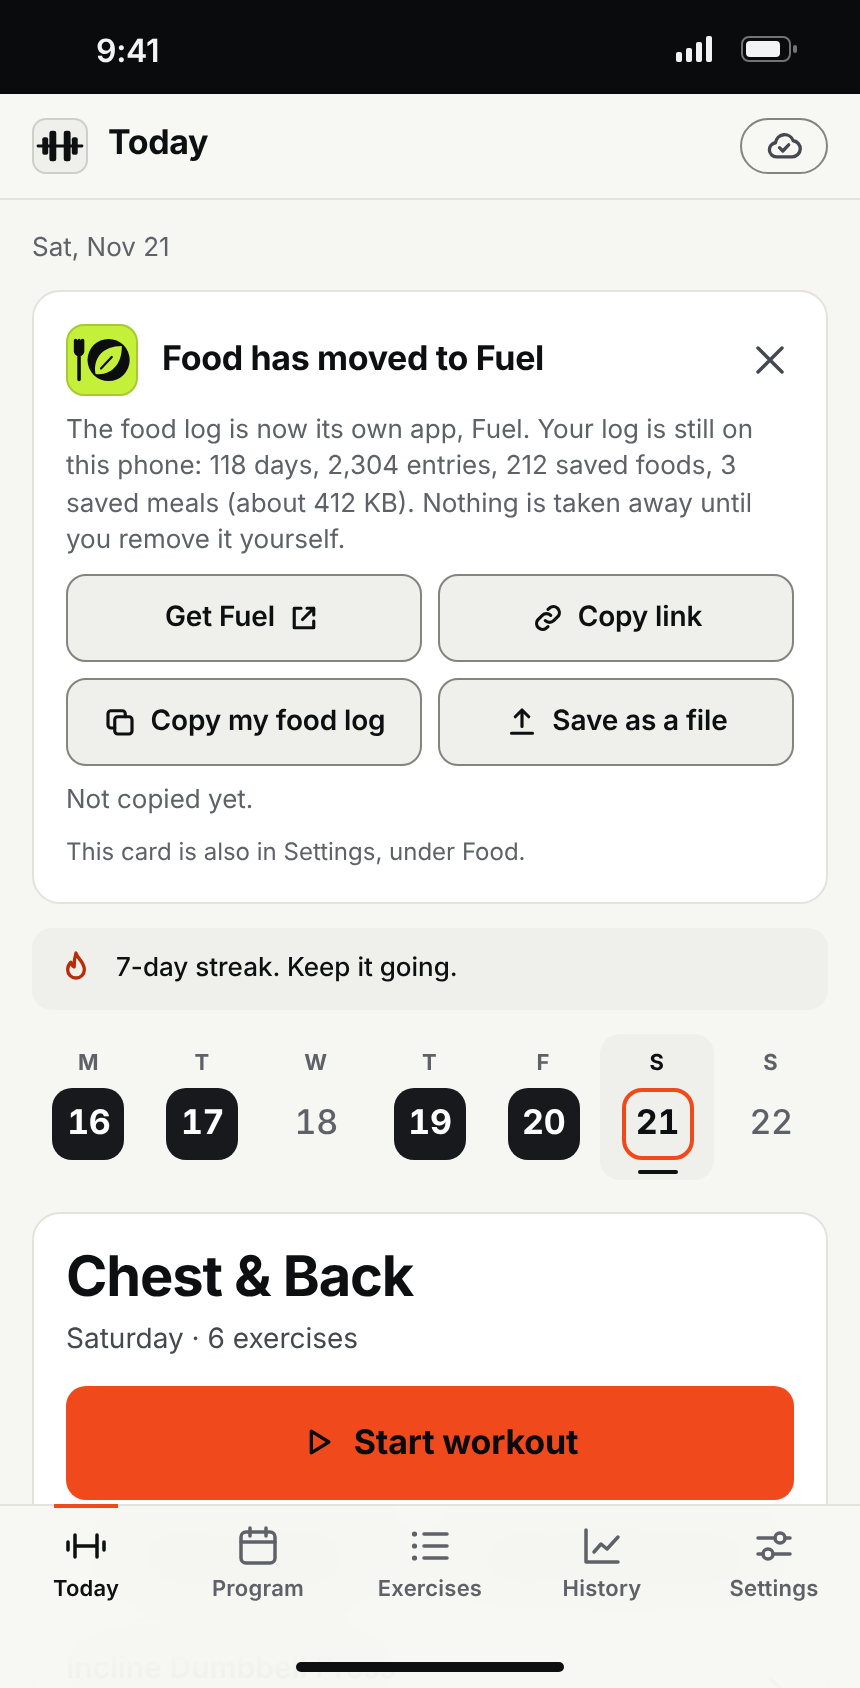 9:41
Today
Sat, Nov 21
Food has moved to Fuel
The food log is now its own app, Fuel. Your log is still on
this phone: 118 days, 2,304 entries, 212 saved foods, 3
saved meals (about 412 KB). Nothing is taken away until
you remove it yourself.
Get Fuel
Copy link
Copy my food log
Save as a file
Not copied yet.
This card is also in Settings, under Food.
7-day streak. Keep it going.
M T W T F S S
16 17 18 19 20 21 22
Chest & Back
Saturday · 6 exercises
Start workout
Today Program Exercises History Settings
Incline Dumbbell